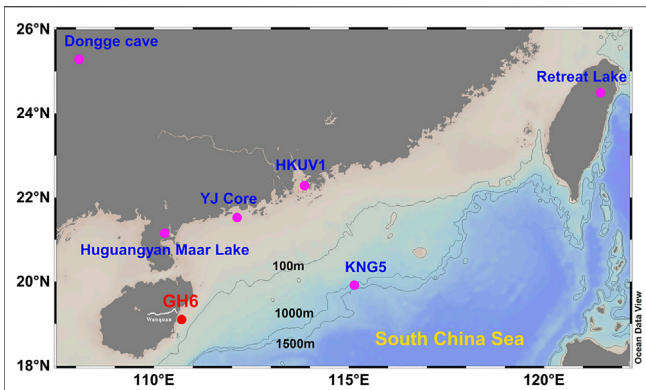 26°N
Dongge cave
Retreat Lake
24°N
HKUV1
22°N
YJ Core
Huguangyan Maar Lake
100m
KNG5
20°N
GH6
Wanquan
1000m
1500m
South China Sea
18°N
110°E
115°E
120°E
Ocean Data View